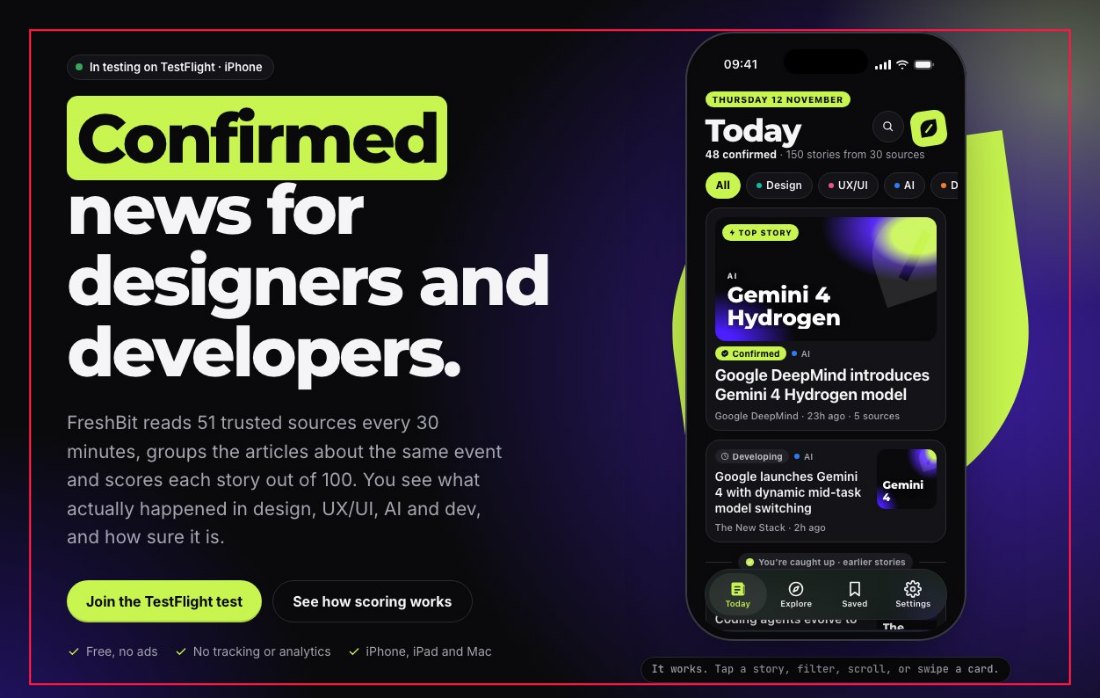 In testing on TestFlight · iPhone
Confirmed
news for
designers and
developers.
FreshBit reads 51 trusted sources every 30
minutes, groups the articles about the same event
and scores each story out of 100. You see what
actually happened in design, UX/UI, AI and dev,
and how sure it is.
Join the TestFlight test
See how scoring works
Free, no ads
No tracking or analytics
iPhone, iPad and Mac
09:41
THURSDAY 12 NOVEMBER
Today
48 confirmed · 150 stories from 30 sources
All
Design
UX/UI
AI
D
TOP STORY
AI
Gemini 4
Hydrogen
Confirmed
AI
Google DeepMind introduces
Gemini 4 Hydrogen model
Google DeepMind · 23h ago · 5 sources
Developing
AI
Google launches Gemini
4 with dynamic mid-task
model switching
The New Stack · 2h ago
Gemini
4
You're caught up · earlier stories
Today
Explore
Saved
Settings
Coding agents evolve to
The
It works. Tap a story, filter, scroll, or swipe a card.